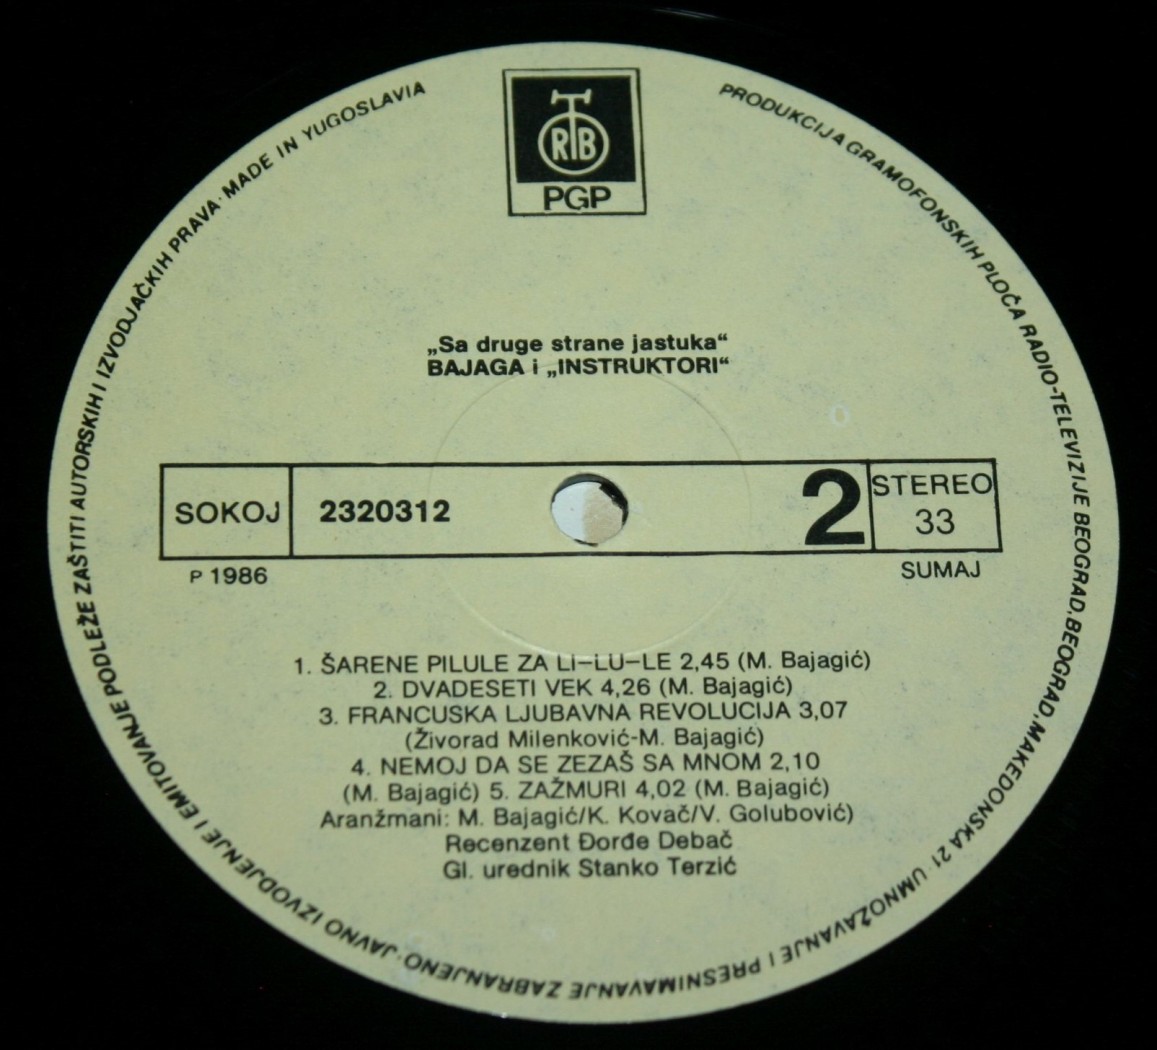 RTB
PGP
PRODUKCIJA GRAMOFONSKIH PLOČA RADIO-TELEVIZIJE BEOGRAD, BEOGRAD, MAKEDONSKA 21 · UMNOŽAVANJE I PRESNIMAVANJE ZABRANJENO · JAVNO IZVODJENJE I EMITOVANJE PODLEŽE ZAŠTITI AUTORSKIH I IZVODJAČKIH PRAVA · MADE IN YUGOSLAVIA
„Sa druge strane jastuka“
BAJAGA i „INSTRUKTORI“
SOKOJ 2320312 2 STEREO
33
P 1986 SUMAJ
1. ŠARENE PILULE ZA LI–LU–LE 2,45 (M. Bajagić)
2. DVADESETI VEK 4,26 (M. Bajagić)
3. FRANCUSKA LJUBAVNA REVOLUCIJA 3,07
(Živorad Milenković-M. Bajagić)
4. NEMOJ DA SE ZEZAŠ SA MNOM 2,10
(M. Bajagić) 5. ZAŽMURI 4,02 (M. Bajagić)
Aranžmani: M. Bajagić/K. Kovač/V. Golubović)
Recenzent Đorđe Debač
Gl. urednik Stanko Terzić